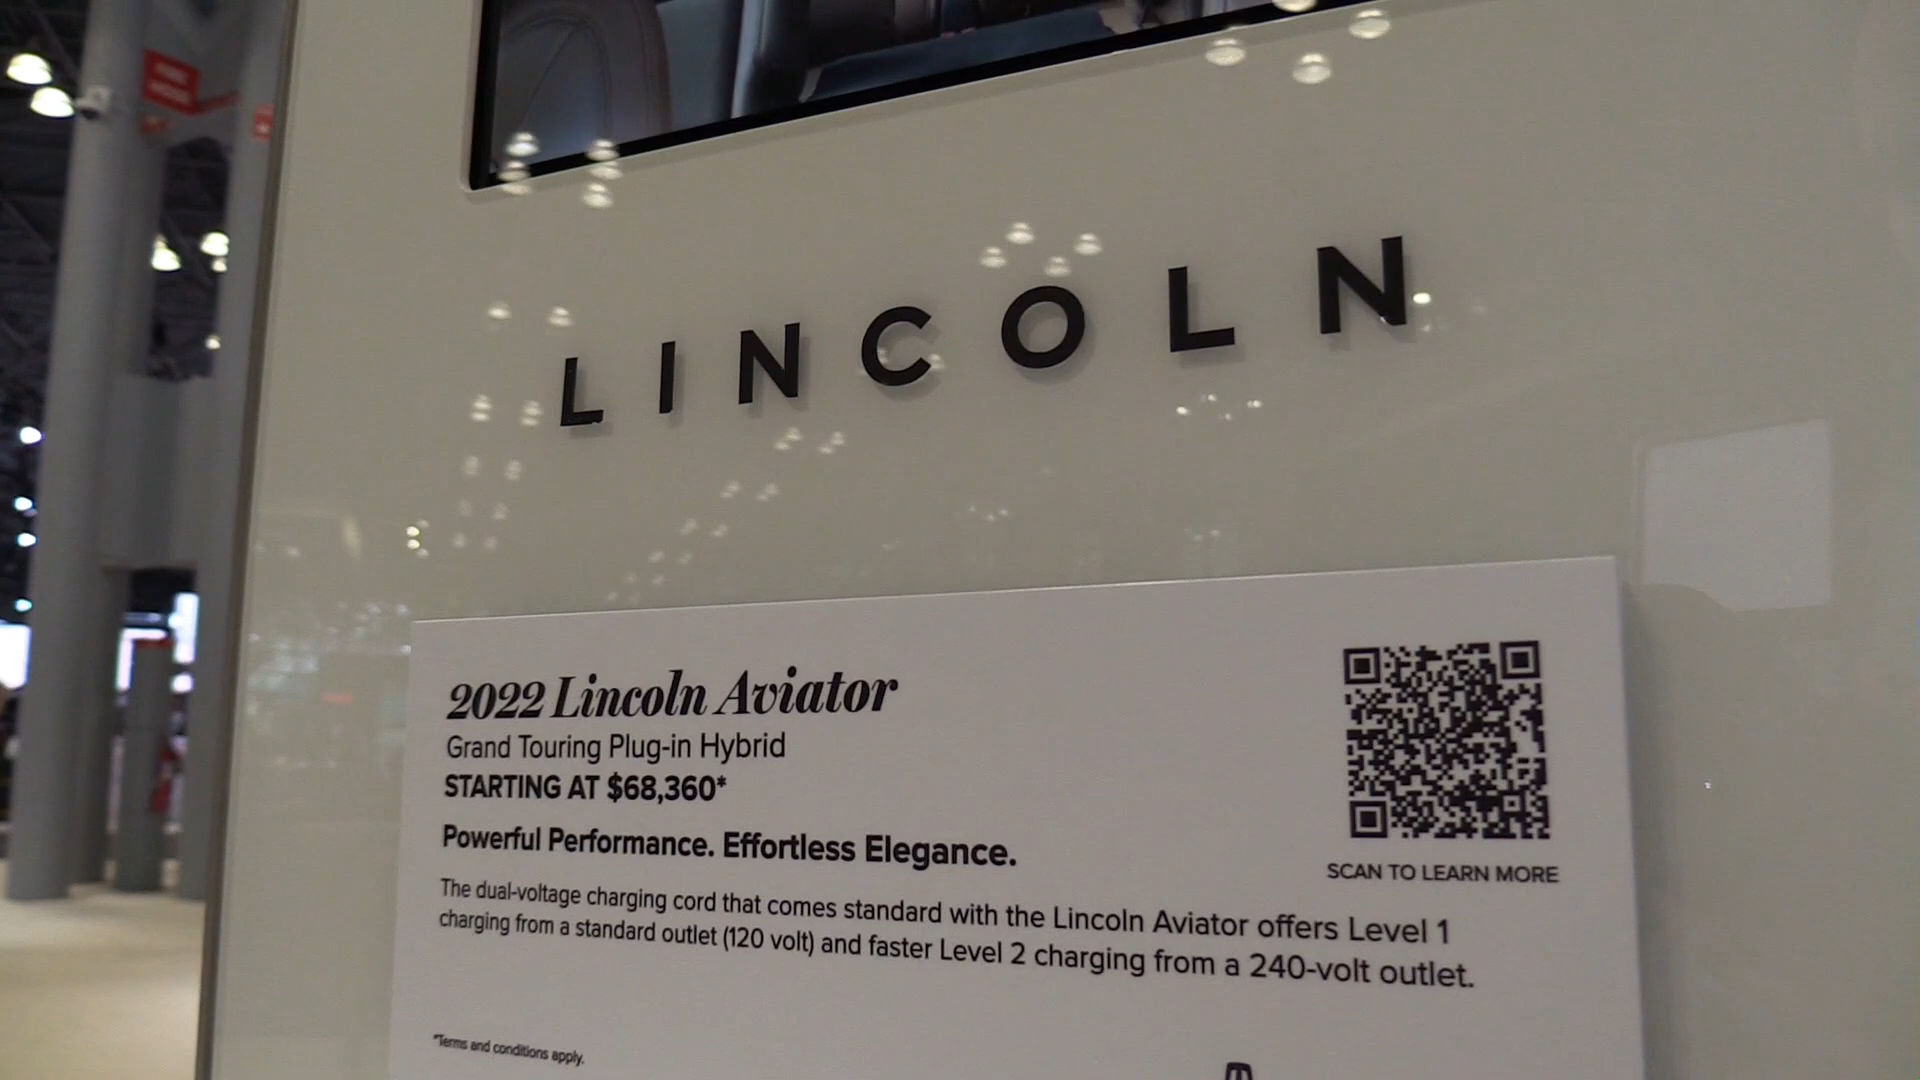 LINCOLN
2022 Lincoln Aviator
Grand Touring Plug-in Hybrid
STARTING AT $68,360*
Powerful Performance. Effortless Elegance.
The dual-voltage charging cord that comes standard with the Lincoln Aviator offers Level 1
charging from a standard outlet (120 volt) and faster Level 2 charging from a 240-volt outlet.
SCAN TO LEARN MORE
*Terms and conditions apply.